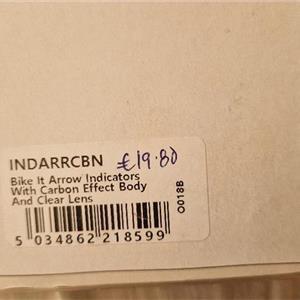 INDARRCBN £19.80
Bike It Arrow Indicators
With Carbon Effect Body
And Clear Lens
O018B
5 034862 218599